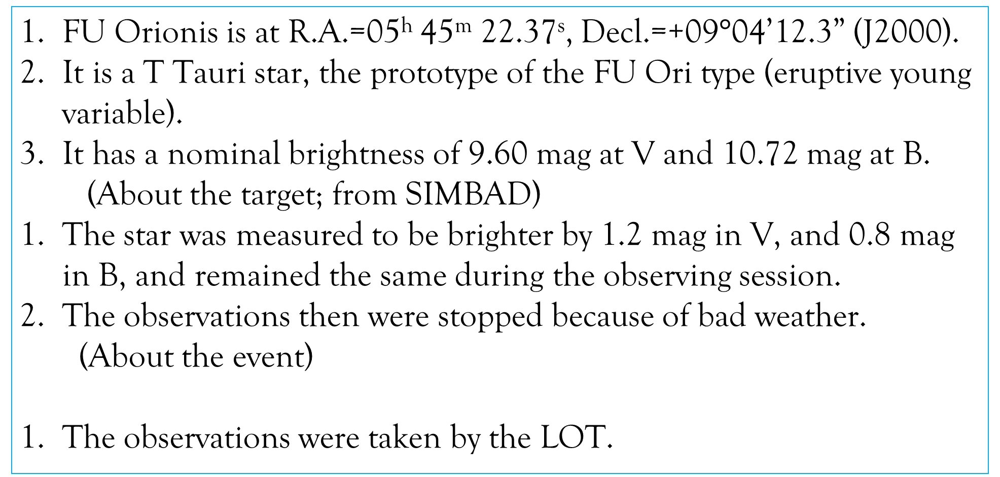 1. FU Orionis is at R.A.=05ʰ 45ᵐ 22.37ˢ, Decl.=+09°04’12.3” (J2000).
2. It is a T Tauri star, the prototype of the FU Ori type (eruptive young
variable).
3. It has a nominal brightness of 9.60 mag at V and 10.72 mag at B.
(About the target; from SIMBAD)
1. The star was measured to be brighter by 1.2 mag in V, and 0.8 mag
in B, and remained the same during the observing session.
2. The observations then were stopped because of bad weather.
(About the event)
1. The observations were taken by the LOT.